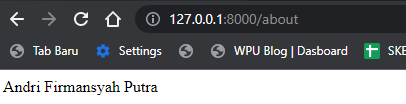 127.0.0.1:8000/about
Tab Baru Settings WPU Blog | Dasboard SKE
Andri Firmansyah Putra